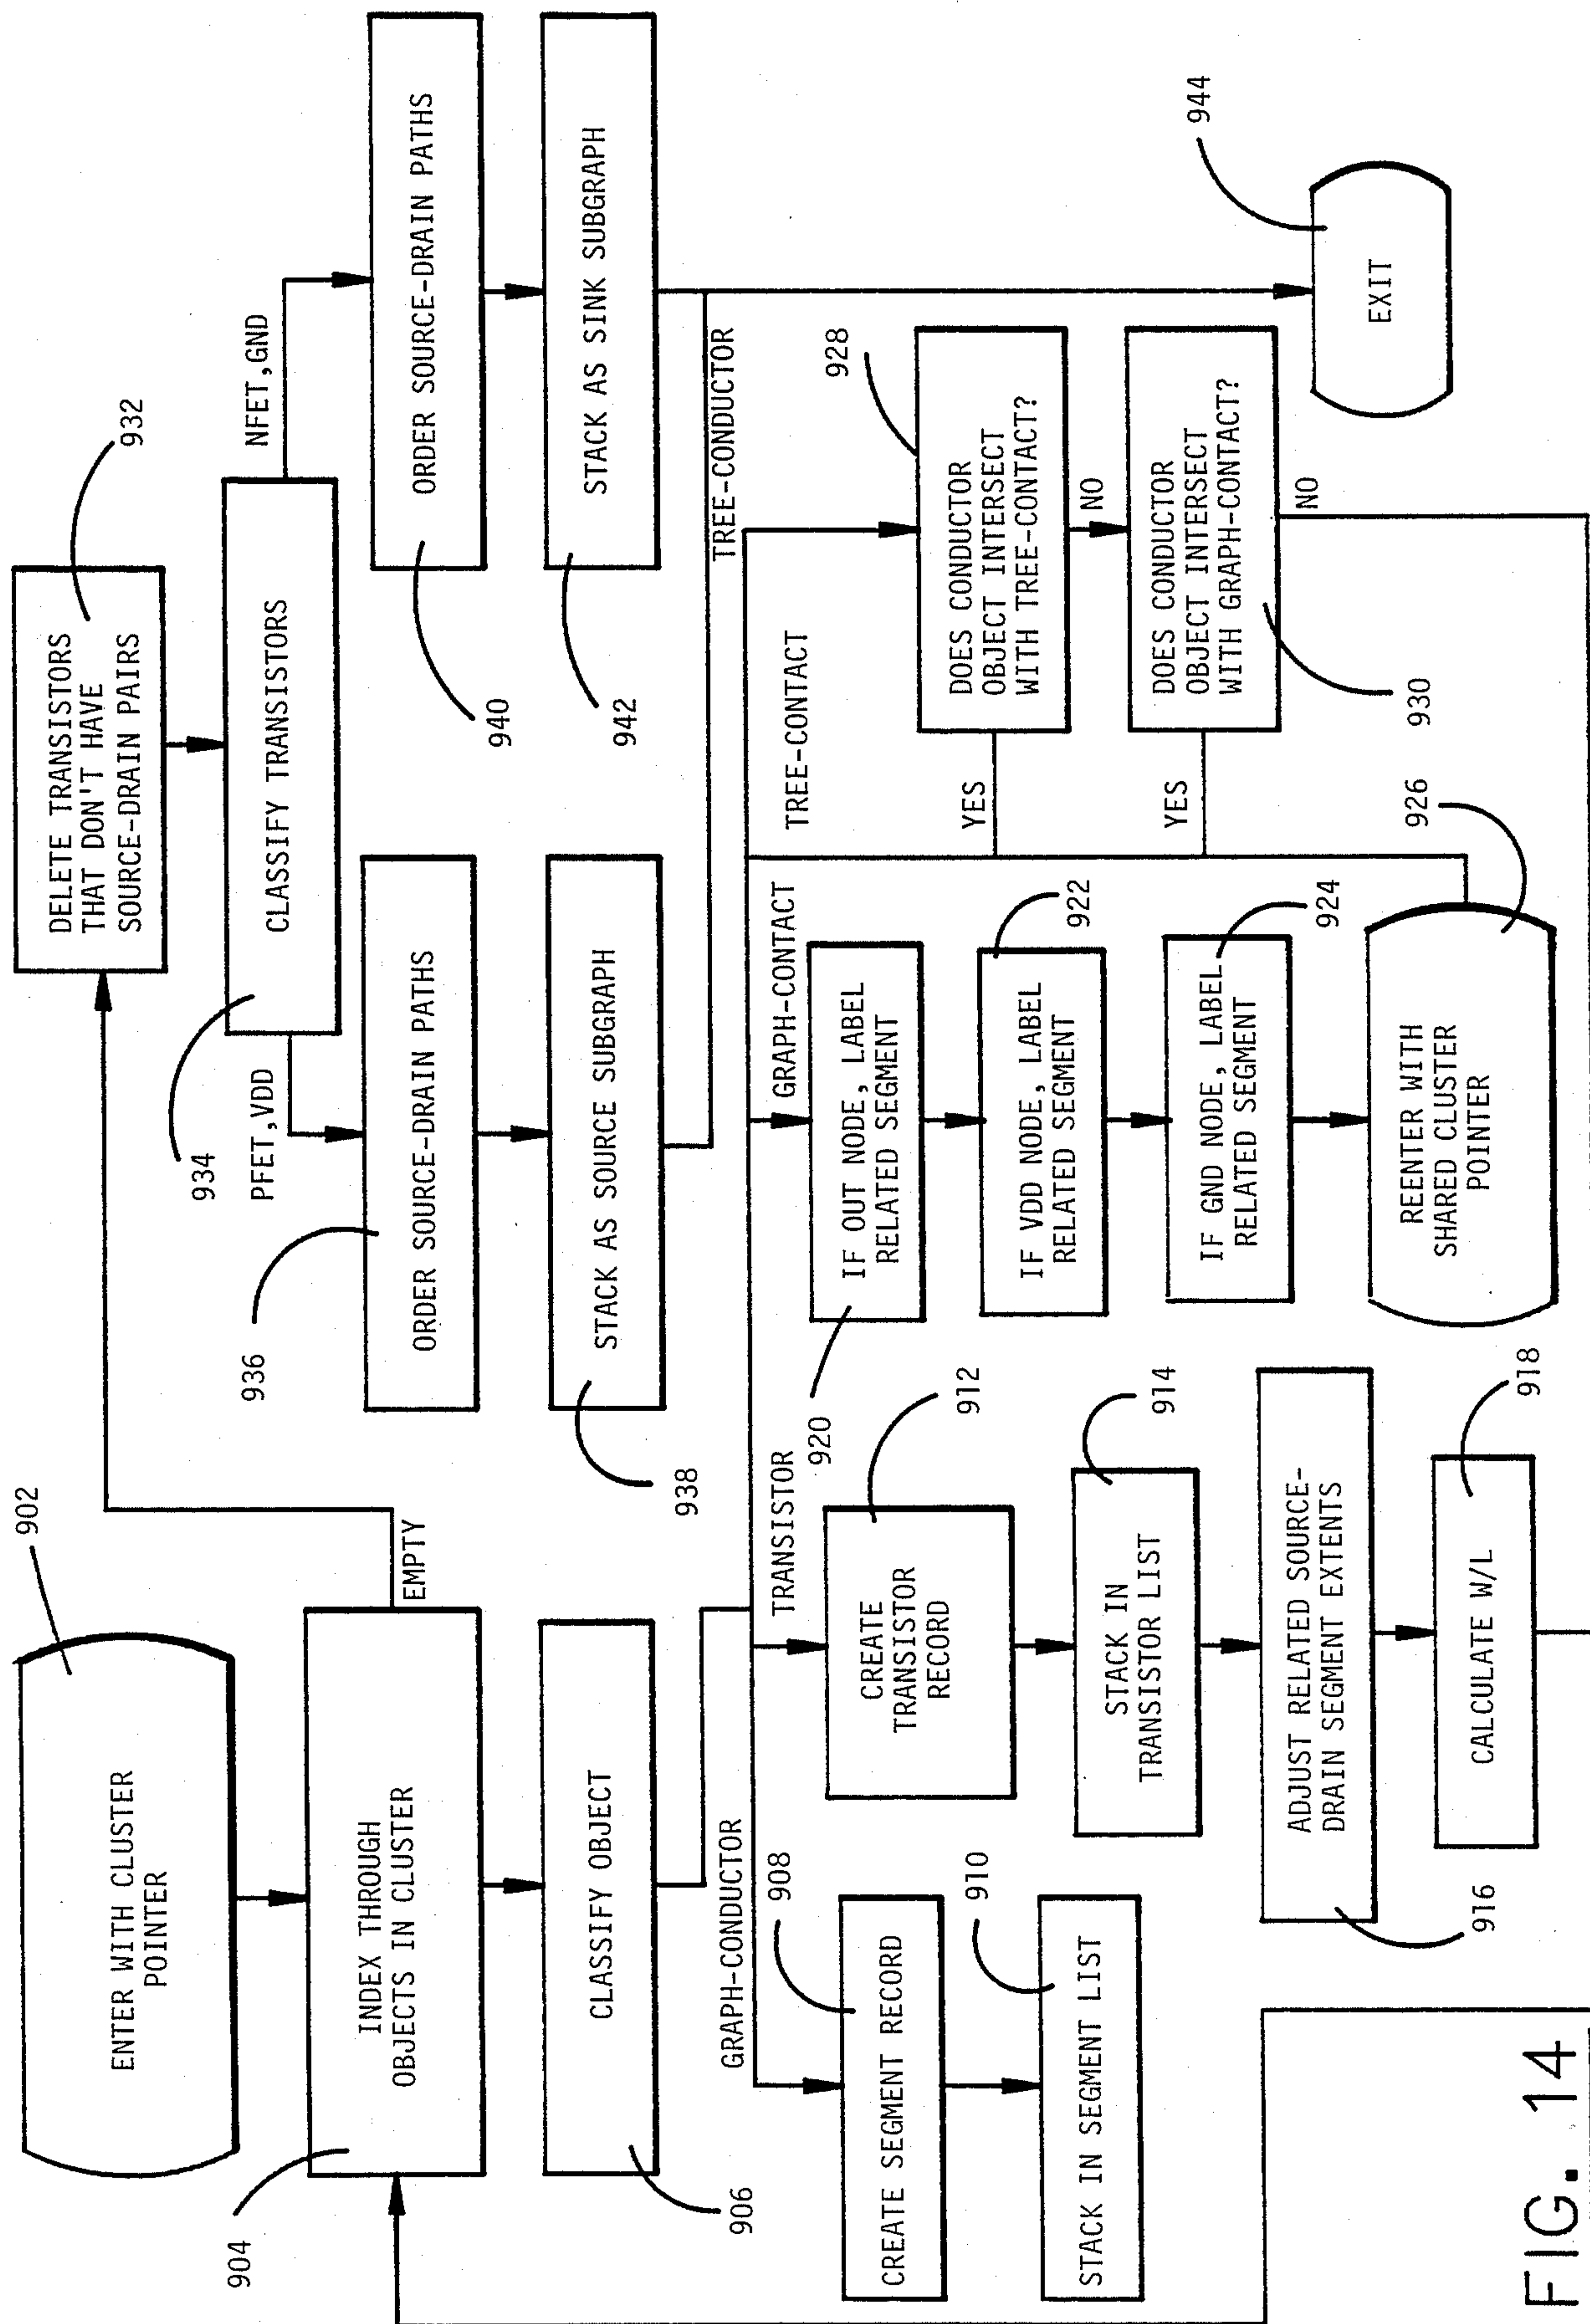 902
ENTER WITH CLUSTER
POINTER
904
INDEX THROUGH
OBJECTS IN CLUSTER
EMPTY
906
CLASSIFY OBJECT
GRAPH-CONDUCTOR
908
CREATE SEGMENT RECORD
910
STACK IN SEGMENT LIST
TRANSISTOR
912
CREATE
TRANSISTOR
RECORD
914
STACK IN
TRANSISTOR LIST
916
ADJUST RELATED SOURCE-
DRAIN SEGMENT EXTENTS
918
CALCULATE W/L
GRAPH-CONTACT
920
IF OUT NODE, LABEL
RELATED SEGMENT
922
IF VDD NODE, LABEL
RELATED SEGMENT
924
IF GND NODE, LABEL
RELATED SEGMENT
926
REENTER WITH
SHARED CLUSTER
POINTER
TREE-CONTACT
TREE-CONDUCTOR
928
DOES CONDUCTOR
OBJECT INTERSECT
WITH TREE-CONTACT?
YES
NO
930
DOES CONDUCTOR
OBJECT INTERSECT
WITH GRAPH-CONTACT?
YES
NO
932
DELETE TRANSISTORS
THAT DON'T HAVE
SOURCE-DRAIN PAIRS
934
CLASSIFY TRANSISTORS
PFET,VDD
NFET,GND
936
ORDER SOURCE-DRAIN PATHS
938
STACK AS SOURCE SUBGRAPH
940
ORDER SOURCE-DRAIN PATHS
942
STACK AS SINK SUBGRAPH
944
EXIT
FIG. 14